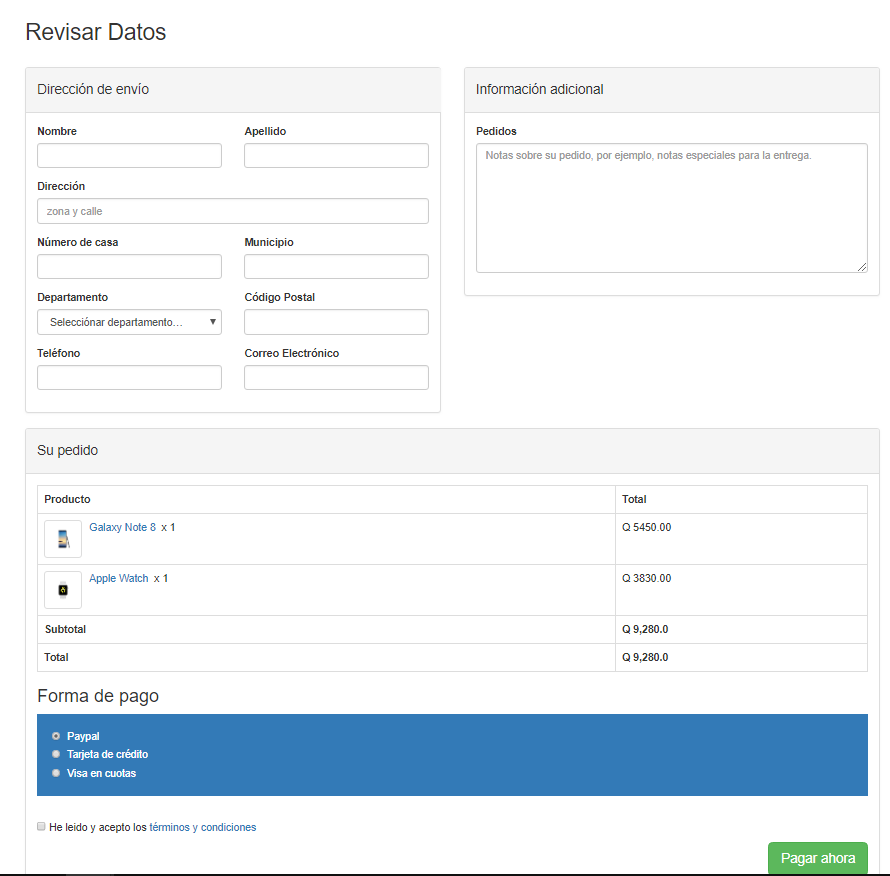 Revisar Datos
Dirección de envío
Nombre Apellido
Dirección
zona y calle
Número de casa Municipio
Departamento Código Postal
Selecciónar departamento...
Teléfono Correo Electrónico
Información adicional
Pedidos
Notas sobre su pedido, por ejemplo, notas especiales para la entrega.
Su pedido
Producto Total
Galaxy Note 8 x 1 Q 5450.00
Apple Watch x 1 Q 3830.00
Subtotal Q 9,280.0
Total Q 9,280.0
Forma de pago
Paypal
Tarjeta de crédito
Visa en cuotas
He leido y acepto los términos y condiciones
Pagar ahora